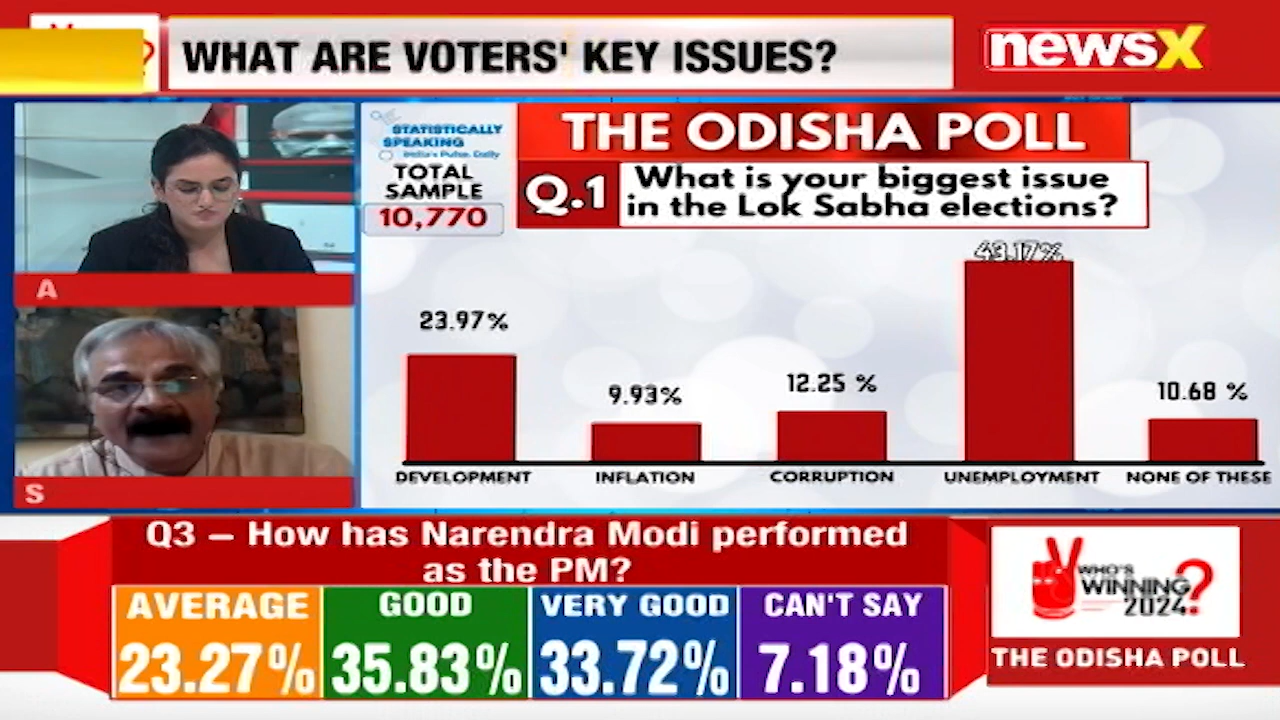 WHAT ARE VOTERS' KEY ISSUES?
newsX
STATISTICALLY
SPEAKING
India's Pulse. Daily
TOTAL
SAMPLE
10,770
THE ODISHA POLL
Q.1
What is your biggest issue
in the Lok Sabha elections?
23.97%
9.93%
12.25 %
43.17%
10.68 %
DEVELOPMENT
INFLATION
CORRUPTION
UNEMPLOYMENT
NONE OF THESE
A
S
Q3 – How has Narendra Modi performed
as the PM?
AVERAGE
23.27%
GOOD
35.83%
VERY GOOD
33.72%
CAN'T SAY
7.18%
WHO'S
WINNING
2024?
THE ODISHA POLL